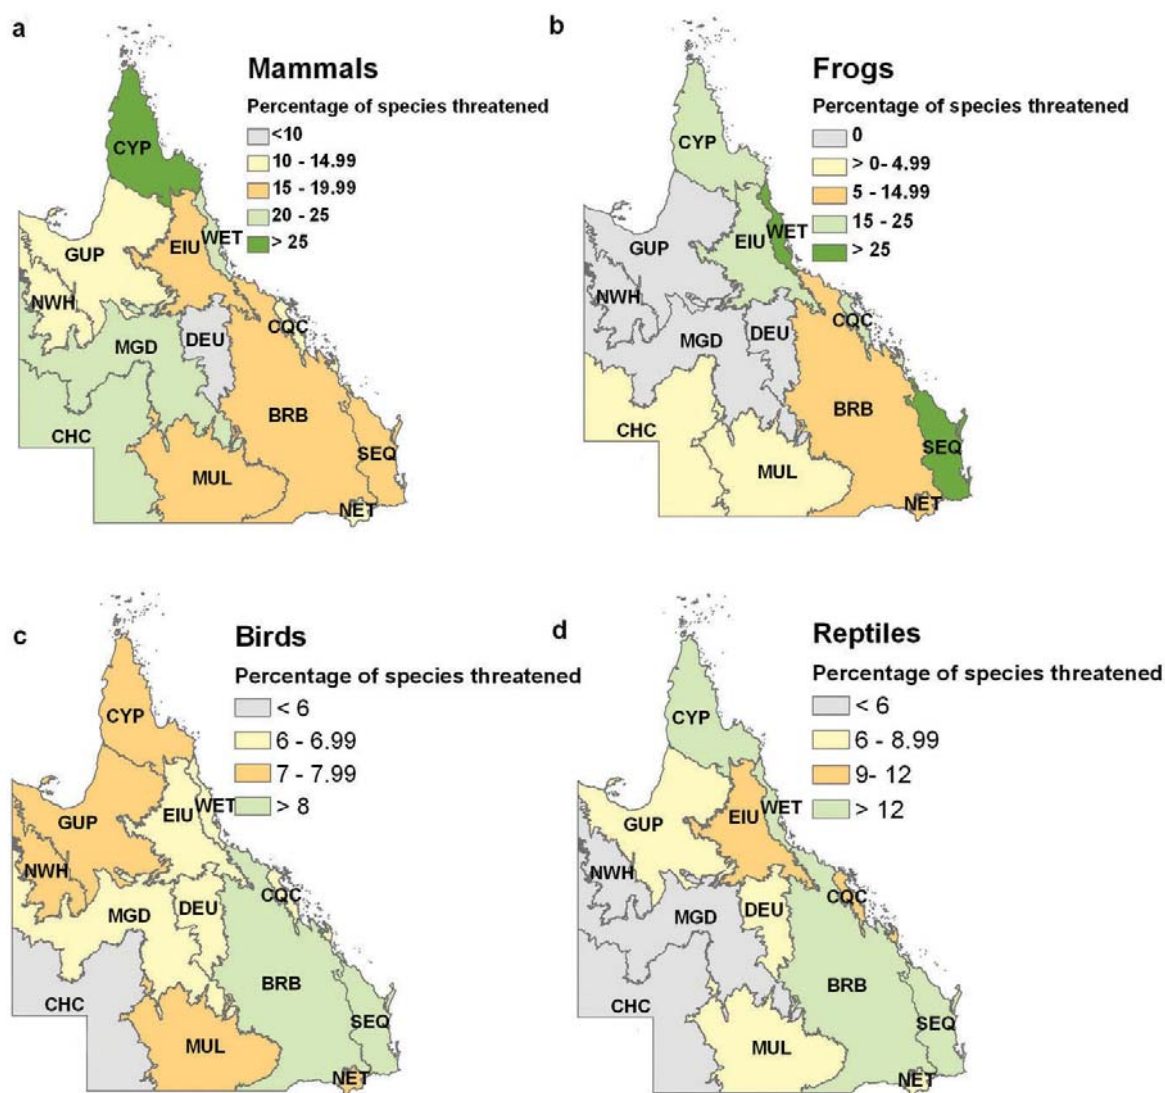 a
Mammals
Percentage of species threatened
<10
10 - 14.99
15 - 19.99
20 - 25
> 25
CYP
WET
EIU
GUP
NWH
CQC
DEU
MGD
BRB
CHC
SEQ
MUL
NET
b
Frogs
Percentage of species threatened
0
> 0- 4.99
5 - 14.99
15 - 25
> 25
CYP
WET
EIU
GUP
NWH
CQC
DEU
MGD
BRB
CHC
SEQ
MUL
NET
c
Birds
Percentage of species threatened
< 6
6 - 6.99
7 - 7.99
> 8
CYP
WET
EIU
GUP
NWH
CQC
DEU
MGD
BRB
CHC
SEQ
MUL
NET
d
Reptiles
Percentage of species threatened
< 6
6 - 8.99
9- 12
> 12
CYP
WET
EIU
GUP
NWH
CQC
DEU
MGD
BRB
CHC
SEQ
MUL
NET